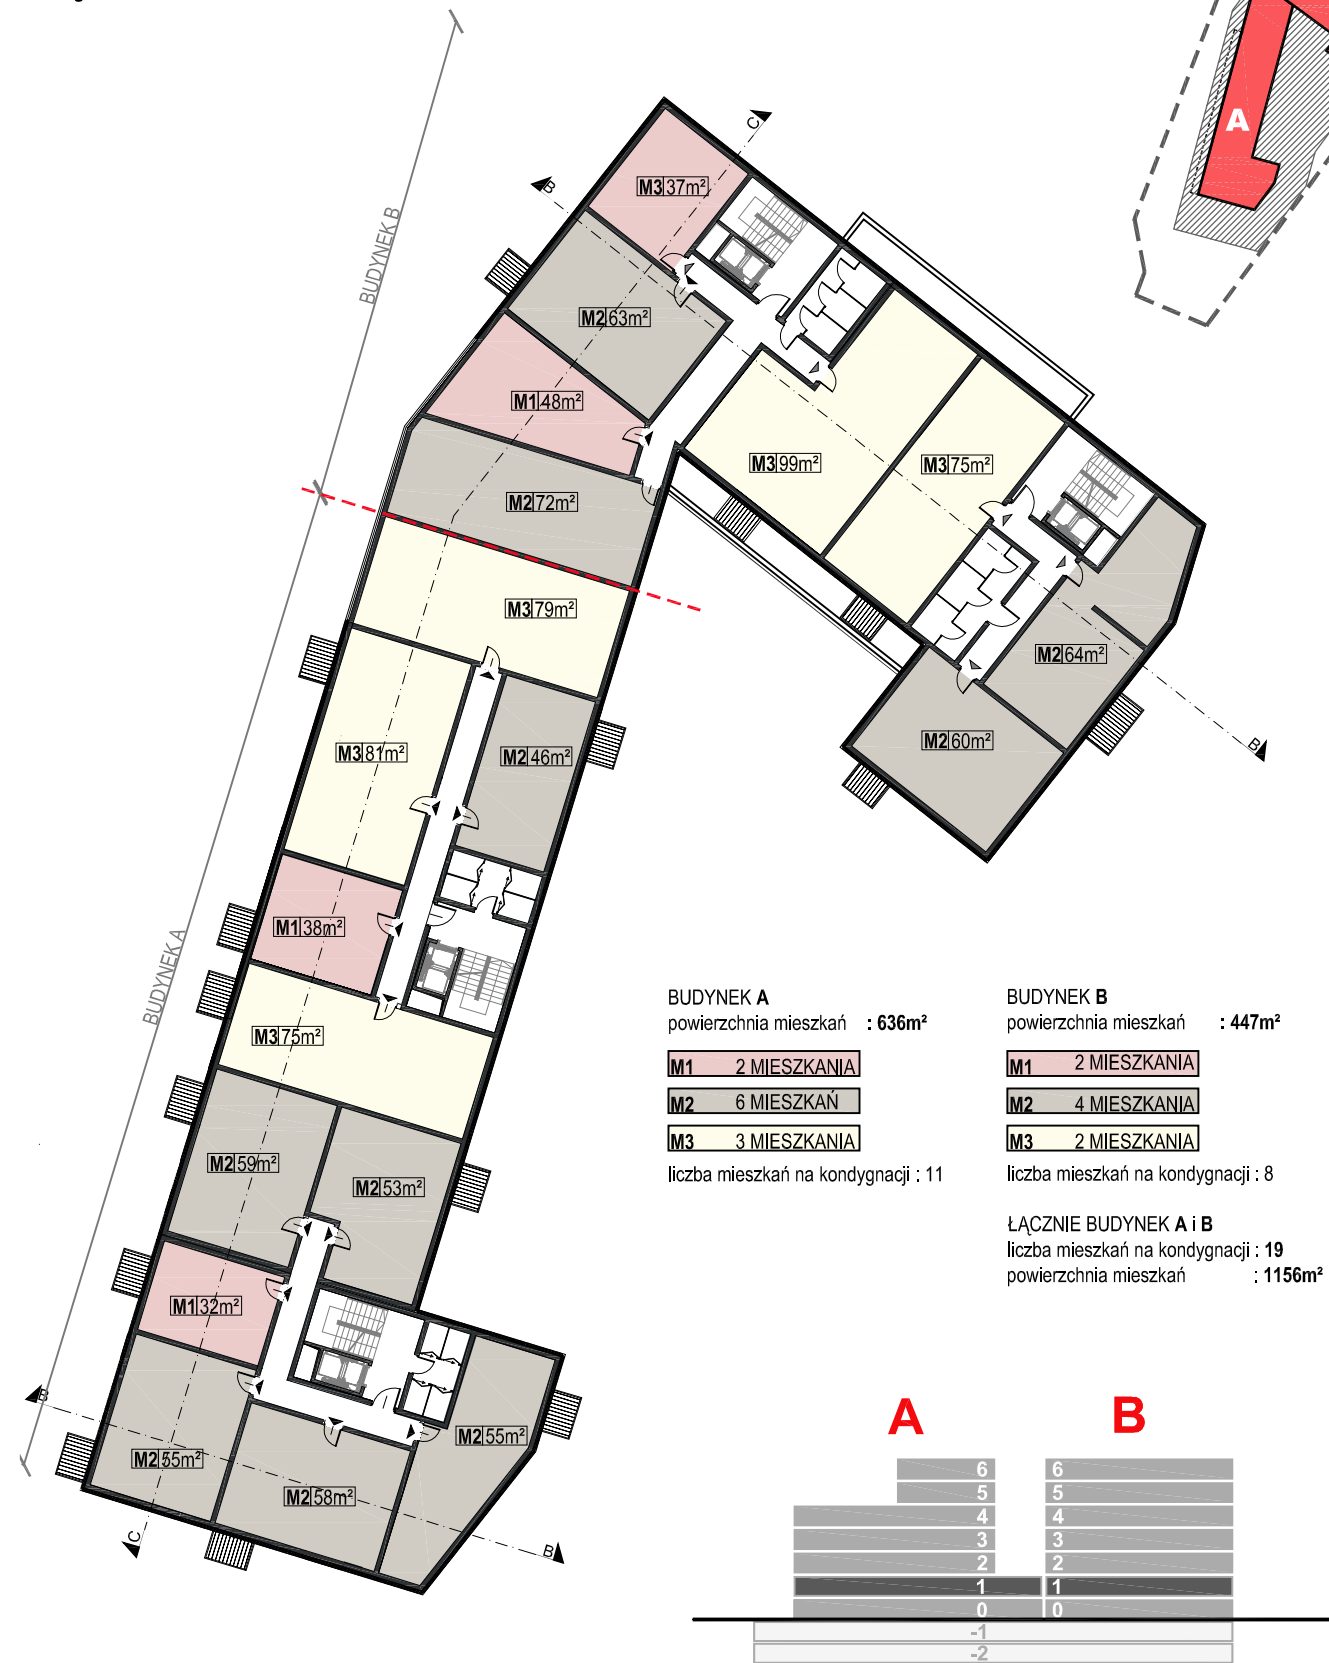 A
C
B
M3 37m²
BUDYNEK B
M2 63m²
M1 48m²
M3 99m²
M3 75m²
M2 72m²
M3 79m²
M2 64m²
M2 60m²
B
M3 81m²
M2 46m²
M1 38m²
BUDYNEK A
M3 75m²
M2 59m²
M2 53m²
M1 32m²
B
M2 55m²
M2 58m²
M2 55m²
C
B
BUDYNEK A
powierzchnia mieszkań : 636m²
M1 2 MIESZKANIA
M2 6 MIESZKAŃ
M3 3 MIESZKANIA
liczba mieszkań na kondygnacji : 11
BUDYNEK B
powierzchnia mieszkań : 447m²
M1 2 MIESZKANIA
M2 4 MIESZKANIA
M3 2 MIESZKANIA
liczba mieszkań na kondygnacji : 8
ŁĄCZNIE BUDYNEK A i B
liczba mieszkań na kondygnacji : 19
powierzchnia mieszkań : 1156m²
A B
6 6
5 5
4 4
3 3
2 2
1 1
0 0
-1
-2